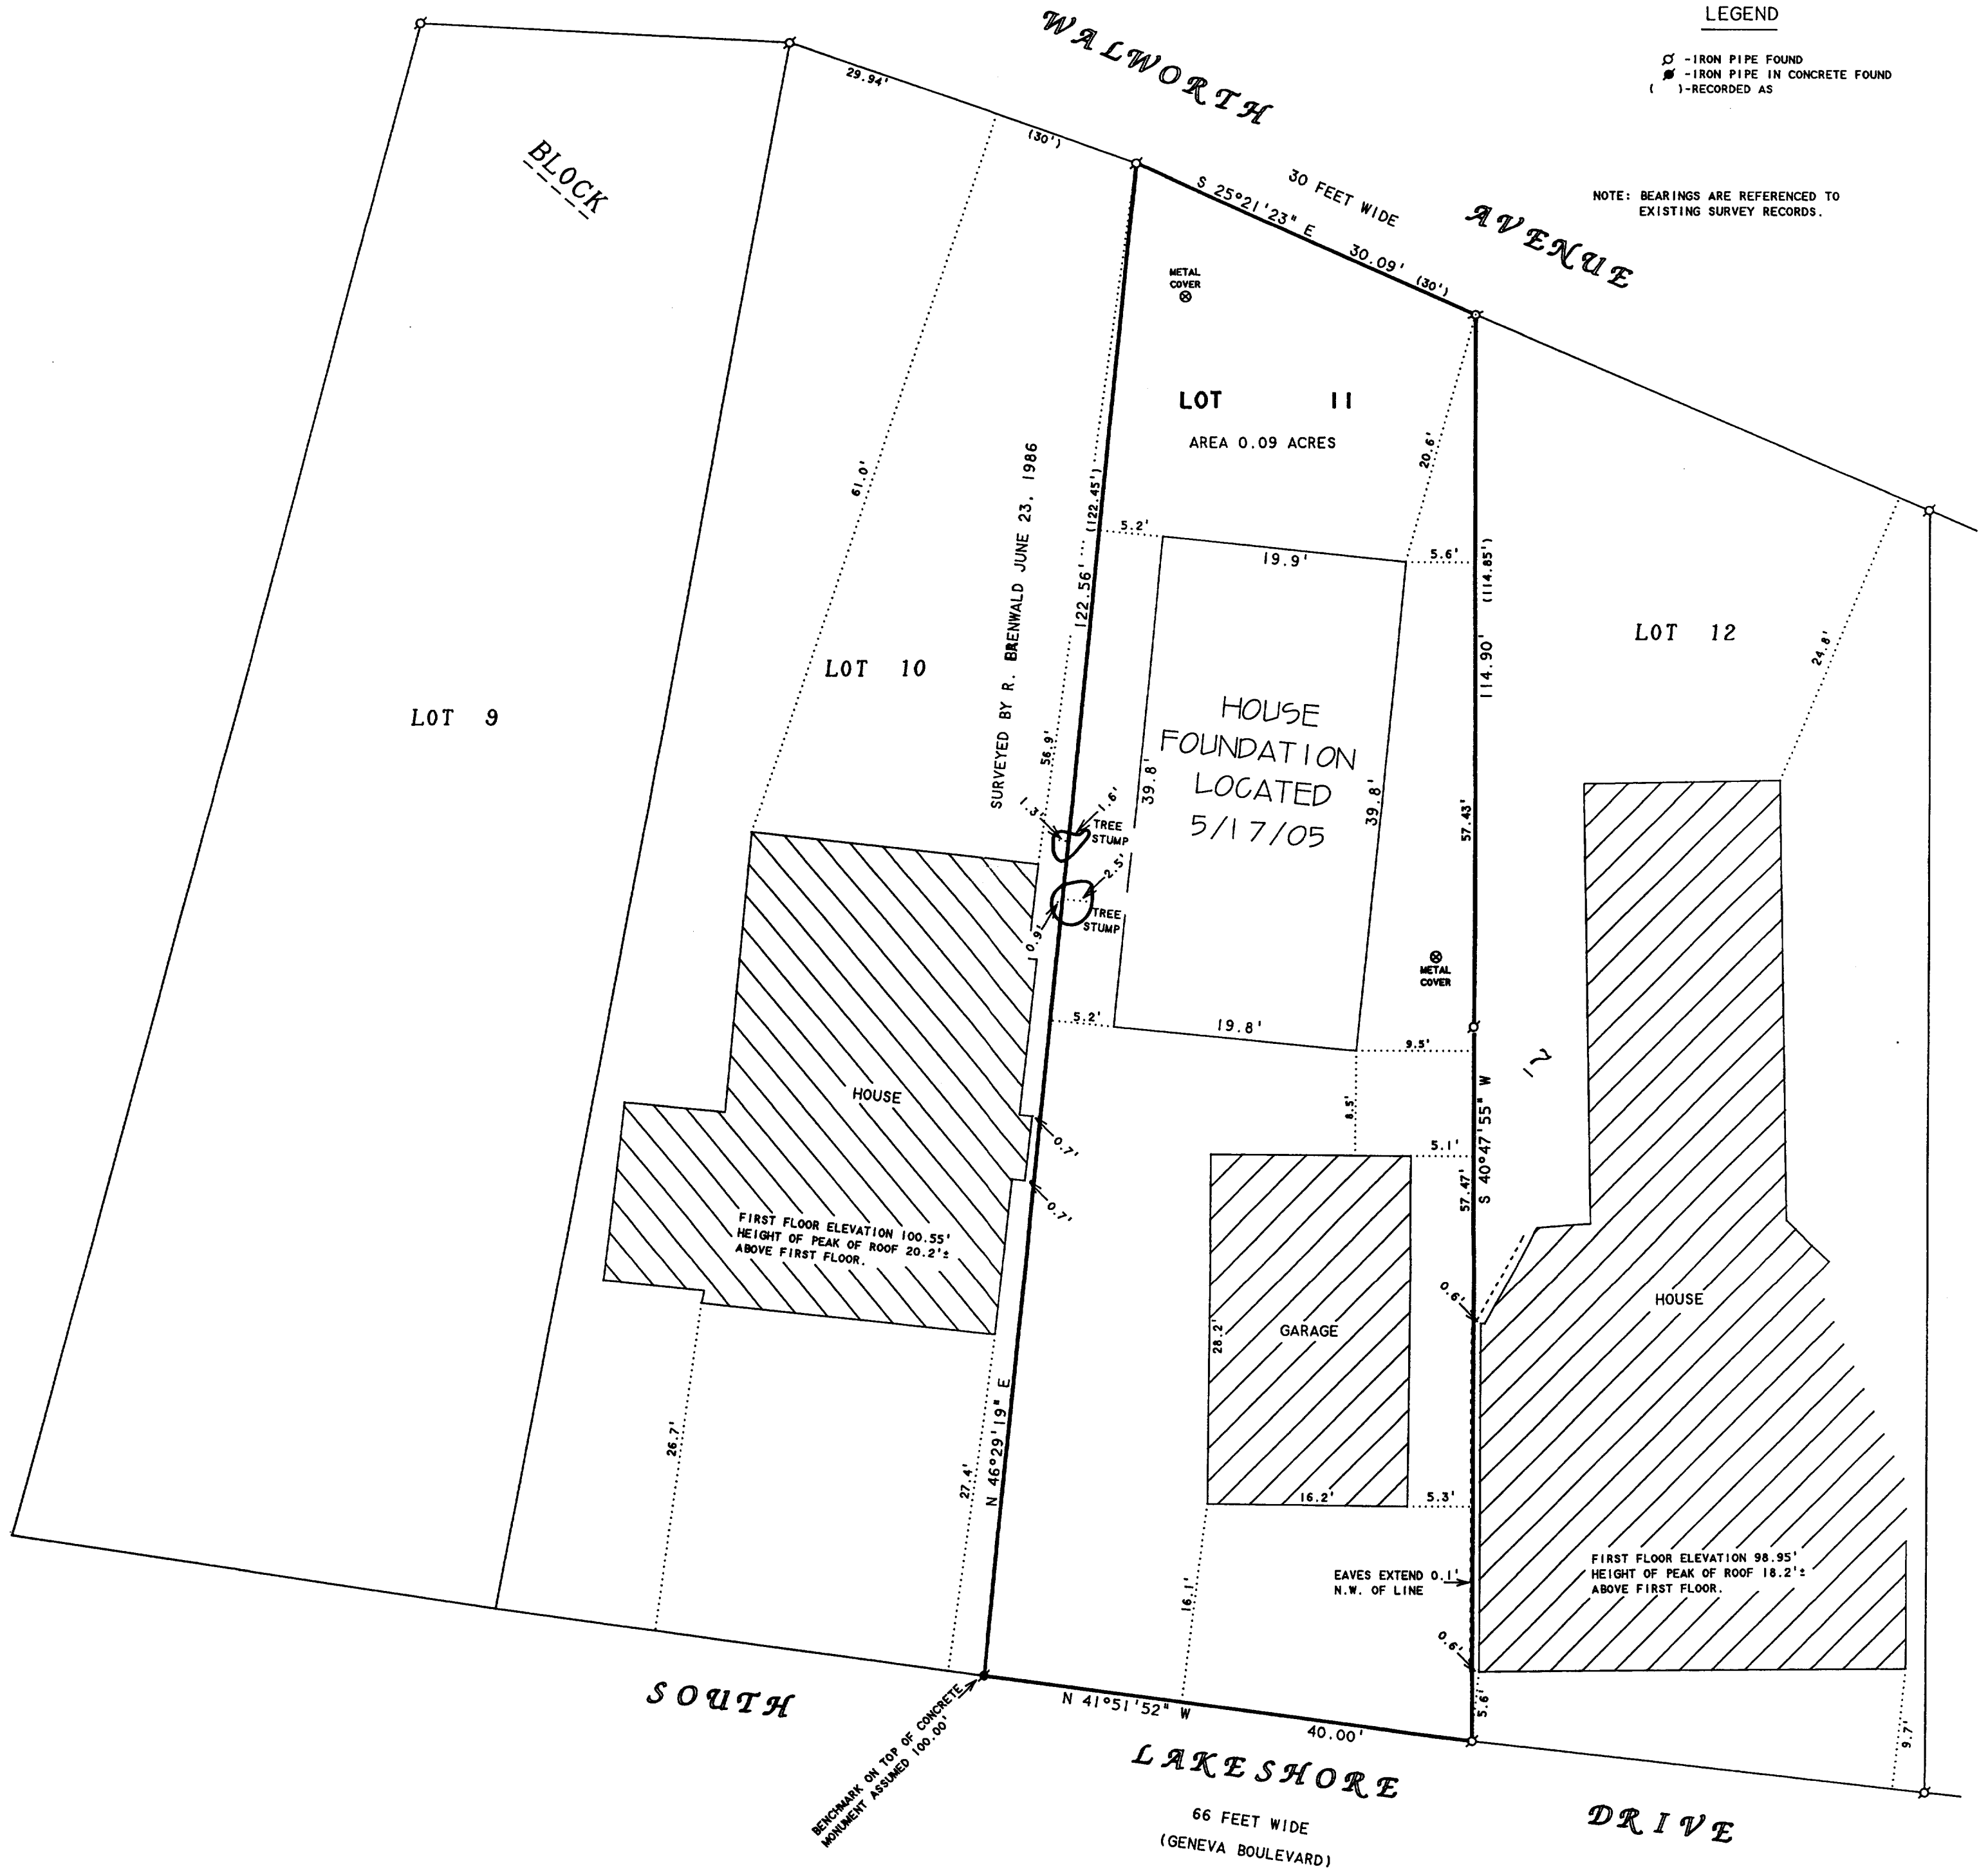 LEGEND
-IRON PIPE FOUND
-IRON PIPE IN CONCRETE FOUND
( )-RECORDED AS
WALWORTH
AVENUE
30 FEET WIDE
NOTE: BEARINGS ARE REFERENCED TO
EXISTING SURVEY RECORDS.
BLOCK
29.94'
(30')
S 25°21'23" E
30.09' (30')
METAL
COVER
LOT 11
AREA 0.09 ACRES
20.6'
61.0'
SURVEYED BY R. BRENWALD JUNE 23, 1986
(122.45')
122.56'
5.2'
19.9'
5.6'
(114.85')
114.90'
LOT 12
24.8'
LOT 10
LOT 9
56.9'
39.8'
HOUSE
FOUNDATION
LOCATED
5/17/05
39.8'
57.43'
1.3'
1.6'
TREE
STUMP
2.5'
TREE
STUMP
0.9'
METAL
COVER
5.2'
19.8'
9.5'
8.5'
12
HOUSE
0.7'
0.7'
5.1'
57.47'
S 40°47'55" W
FIRST FLOOR ELEVATION 100.55'
HEIGHT OF PEAK OF ROOF 20.2'±
ABOVE FIRST FLOOR.
0.6'
HOUSE
28.2'
GARAGE
26.7'
27.4'
N 46°29'19" E
16.2'
5.3'
EAVES EXTEND 0.1'
N.W. OF LINE
16.1'
FIRST FLOOR ELEVATION 98.95'
HEIGHT OF PEAK OF ROOF 18.2'±
ABOVE FIRST FLOOR.
0.6'
5.6'
9.7'
N 41°51'52" W
40.00'
BENCHMARK ON TOP OF CONCRETE
MONUMENT ASSUMED 100.00'
SOUTH
LAKESHORE
DRIVE
66 FEET WIDE
(GENEVA BOULEVARD)